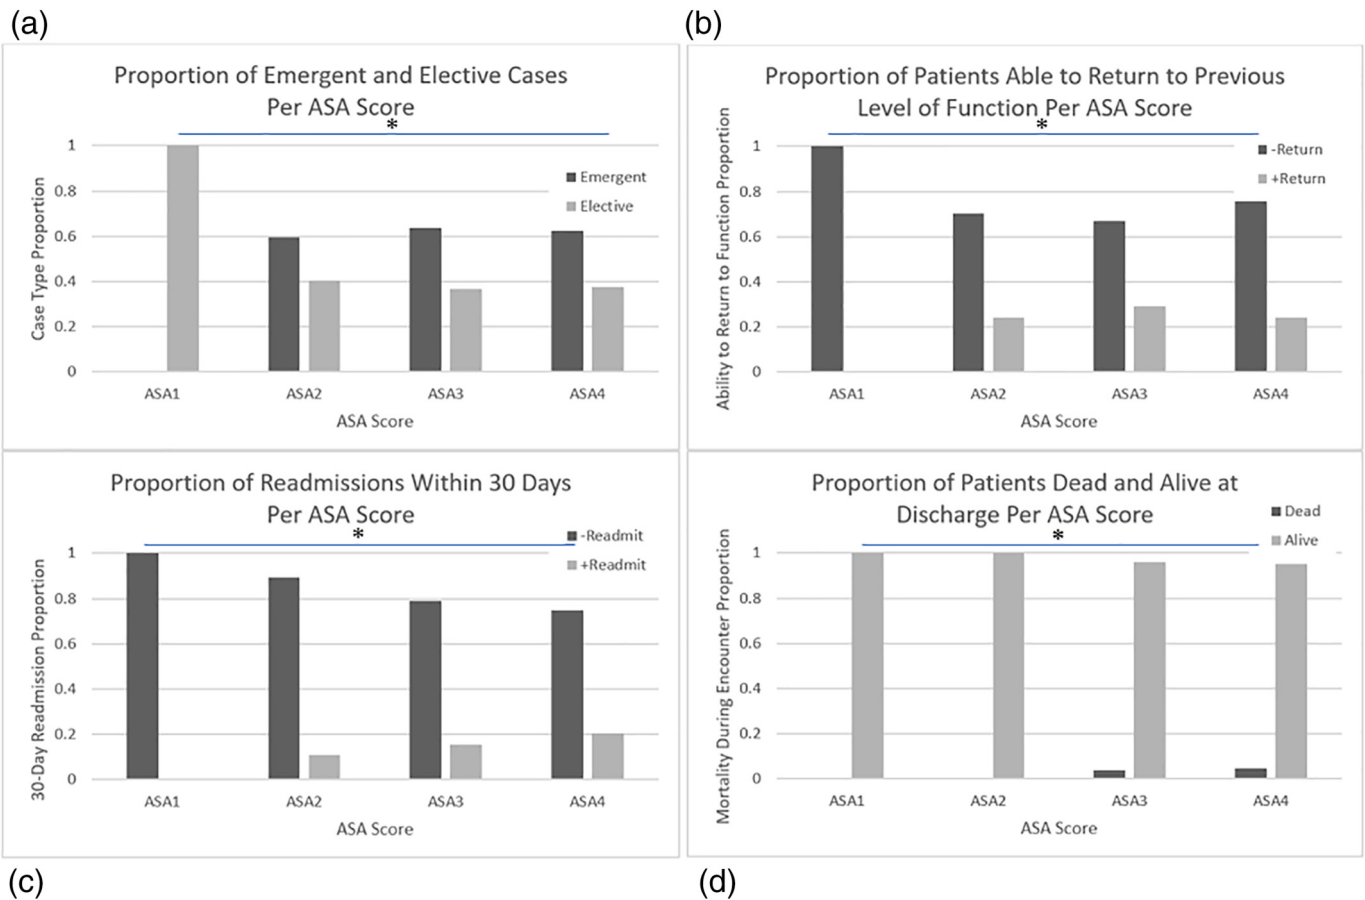 (a)
Proportion of Emergent and Elective Cases
Per ASA Score
*
Case Type Proportion
1
0.8
0.6
0.4
0.2
0
Emergent
Elective
ASA1 ASA2 ASA3 ASA4
ASA Score
(b)
Proportion of Patients Able to Return to Previous
Level of Function Per ASA Score
*
Ability to Return to Function Proportion
1
0.8
0.6
0.4
0.2
0
-Return
+Return
ASA1 ASA2 ASA3 ASA4
ASA Score
Proportion of Readmissions Within 30 Days
Per ASA Score
*
30-Day Readmission Proportion
1
0.8
0.6
0.4
0.2
0
-Readmit
+Readmit
ASA1 ASA2 ASA3 ASA4
ASA Score
(c)
Proportion of Patients Dead and Alive at
Discharge Per ASA Score
*
Mortality During Encounter Proportion
1
0.8
0.6
0.4
0.2
0
Dead
Alive
ASA1 ASA2 ASA3 ASA4
ASA Score
(d)